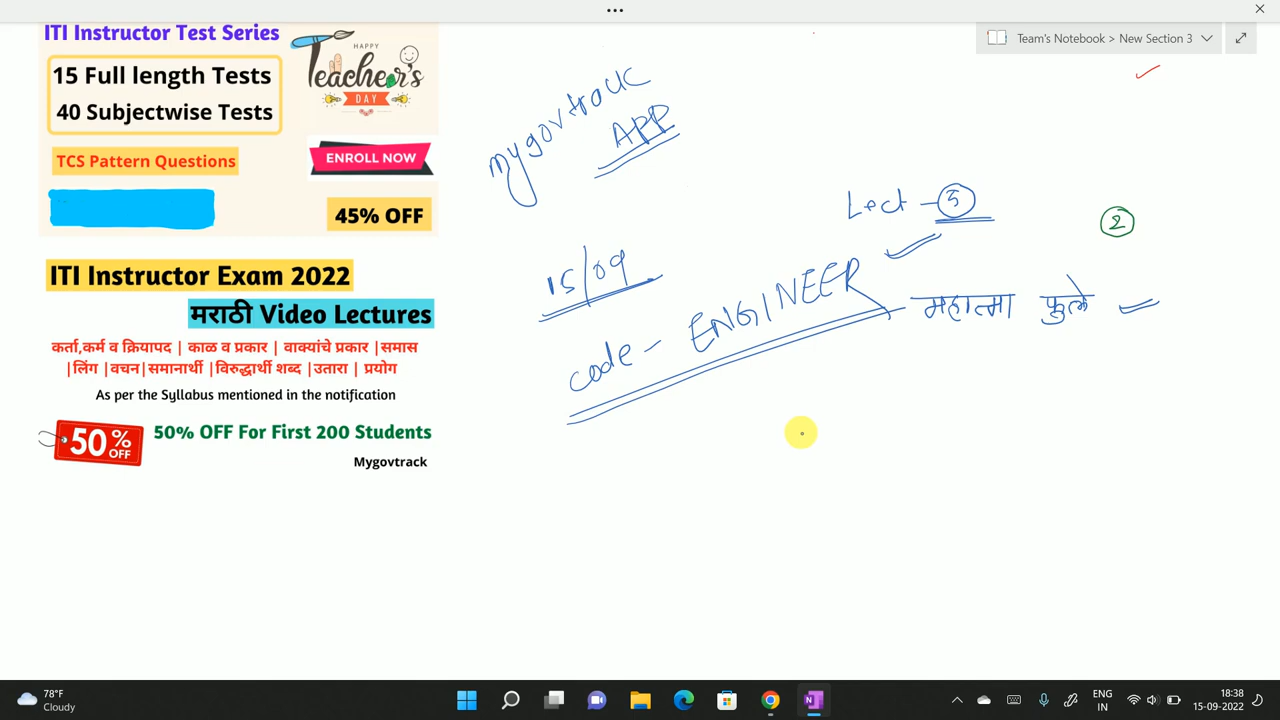 ...
Team's Notebook > New Section 3
ITI Instructor Test Series
15 Full length Tests
40 Subjectwise Tests
HAPPY
Teacher's
DAY
TCS Pattern Questions
ENROLL NOW
45% OFF
mygovtrack
APP
Lect - 5
2
15/09
code - ENGINEER
महात्मा फुले
ITI Instructor Exam 2022
मराठी Video Lectures
कर्ता,कर्म व क्रियापद | काळ व प्रकार | वाक्यांचे प्रकार |समास
|लिंग |वचन|समानार्थी |विरुद्धार्थी शब्द |उतारा | प्रयोग
As per the Syllabus mentioned in the notification
50% OFF
50% OFF For First 200 Students
Mygovtrack
78°F
Cloudy
ENG
IN
18:38
15-09-2022